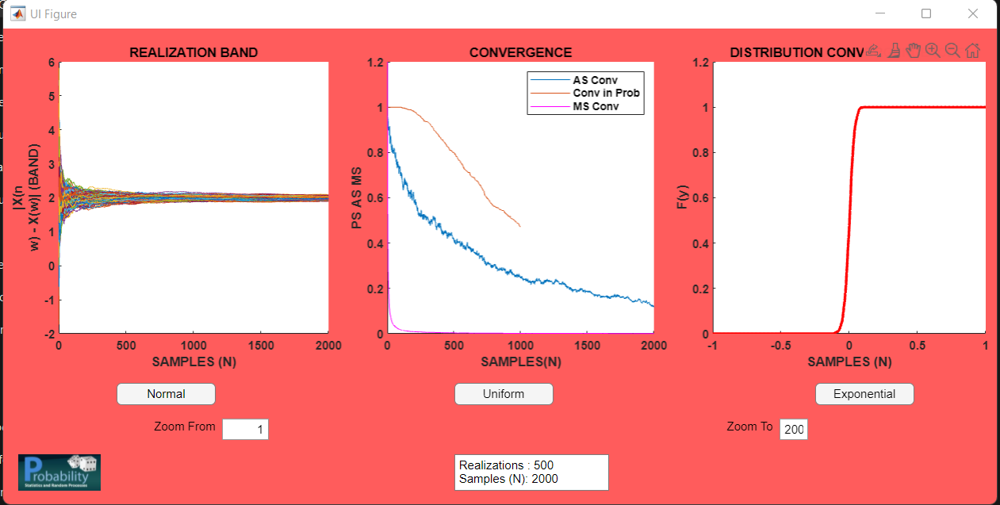 UI Figure
REALIZATION BAND
6
5
4
3
2
1
0
-1
-2
|X(n
w) - X(w)| (BAND)
0 500 1000 1500 2000
SAMPLES (N)
CONVERGENCE
1.2
1
0.8
0.6
0.4
0.2
0
PS AS MS
AS Conv
Conv in Prob
MS Conv
0 500 1000 1500 2000
SAMPLES(N)
DISTRIBUTION CONV
1.2
1
0.8
0.6
0.4
0.2
0
F(y)
-1 -0.5 0 0.5 1
SAMPLES (N)
Normal
Uniform
Exponential
Zoom From 1
Zoom To 200
Probability
Statistics and Random Processes
Realizations : 500
Samples (N): 2000